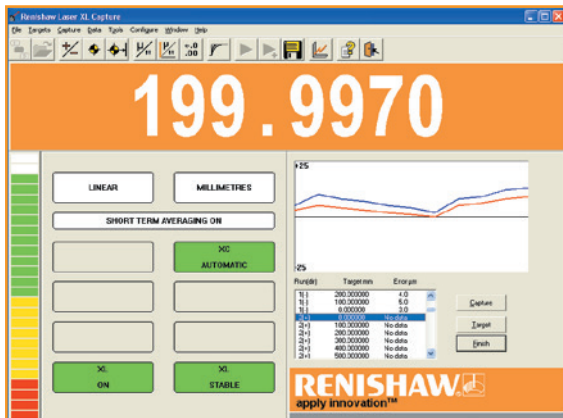 Renishaw Laser XL Capture
File Targets Capture Data Tools Configure Window Help
199.9970
LINEAR
MILLIMETRES
SHORT TERM AVERAGING ON
XC
AUTOMATIC
XL
ON
XL
STABLE
+25
-25
Run(dir) Target mm Error µm
1(-) 200.000000 4.0
1(-) 100.000000 5.0
1(-) 0.000000 3.0
2(+) 0.000000 No data
2(+) 100.000000 No data
2(+) 200.000000 No data
2(+) 300.000000 No data
2(+) 400.000000 No data
2(+) 500.000000 No data
Capture
Target
Finish
RENISHAW
apply innovation™